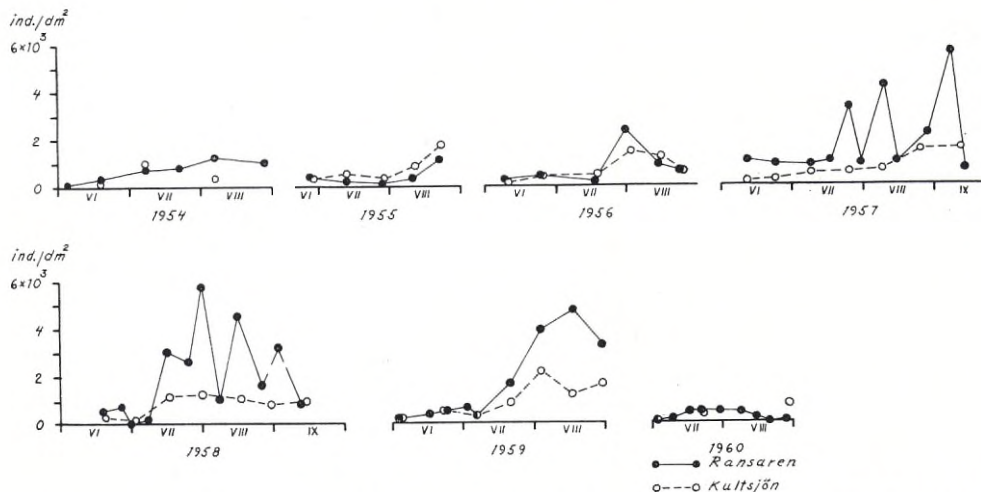 ind./dm²
6×10³
4
2
0
VI VII VIII
1954
VI VII VIII
1955
VII VIII
1956
VI VII VIII IX
1957
ind./dm²
6×10³
4
2
0
VI VII VIII IX
1958
VI VII VIII
1959
VII VIII
1960
Ransaren
Kultsjön